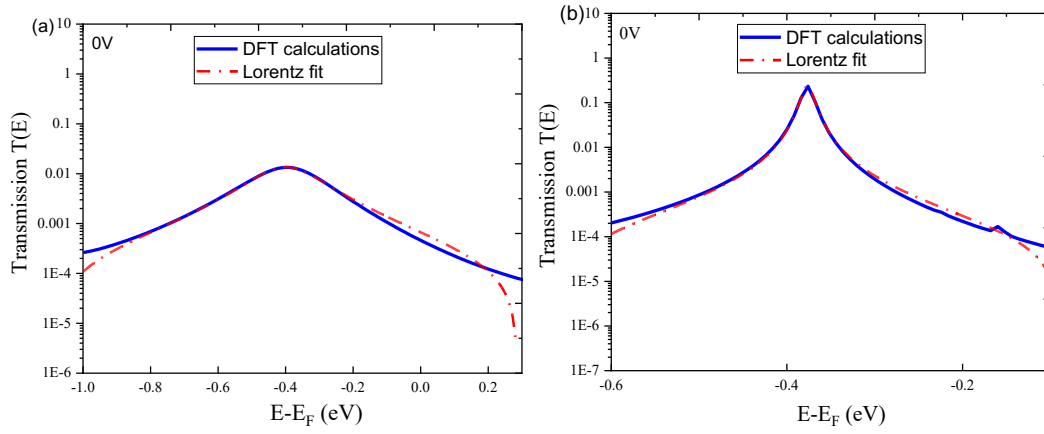 (a)
0V
DFT calculations
Lorentz fit
10
1
0.1
0.01
0.001
1E-4
1E-5
1E-6
Transmission T(E)
-1.0 -0.8 -0.6 -0.4 -0.2 0.0 0.2
E-E_F (eV)
(b)
0V
DFT calculations
Lorentz fit
10
1
0.1
0.01
0.001
1E-4
1E-5
1E-6
1E-7
Transmission T(E)
-0.6 -0.4 -0.2
E-E_F (eV)